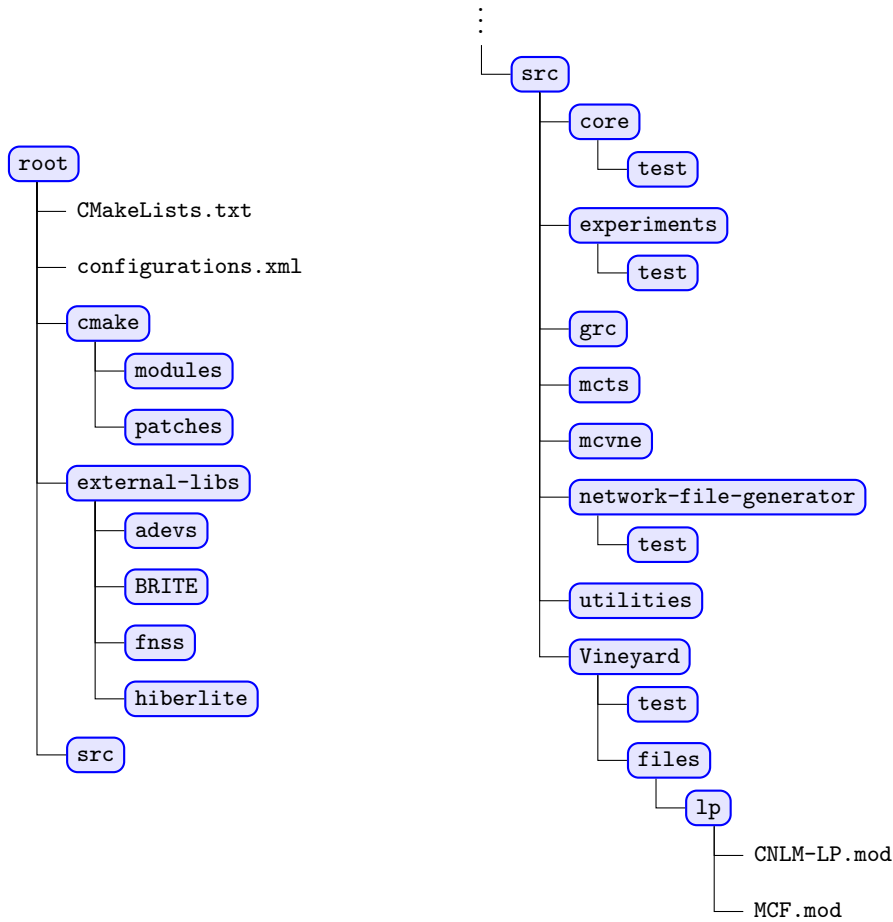 root
CMakeLists.txt
configurations.xml
cmake
modules
patches
external-libs
adevs
BRITE
fnss
hiberlite
src
src
core
test
experiments
test
grc
mcts
mcvne
network-file-generator
test
utilities
Vineyard
test
files
lp
CNLM-LP.mod
MCF.mod